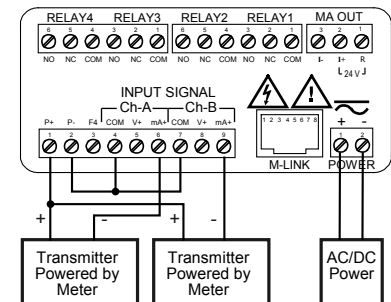 RELAY4 RELAY3 RELAY2 RELAY1 MA OUT
6 5 4 3 2 1 6 5 4 3 2 1 3 2 1
NO NC COM NO NC COM NO NC COM NO NC COM I- I+ R
24 V
INPUT SIGNAL
Ch-A Ch-B
P+ P- F4 COM V+ mA+ COM V+ mA+
1 2 3 4 5 6 7 8 9
1 2 3 4 5 6 7 8
M-LINK
+ -
1 2
POWER
+ - + -
Transmitter
Powered by
Meter
Transmitter
Powered by
Meter
AC/DC
Power